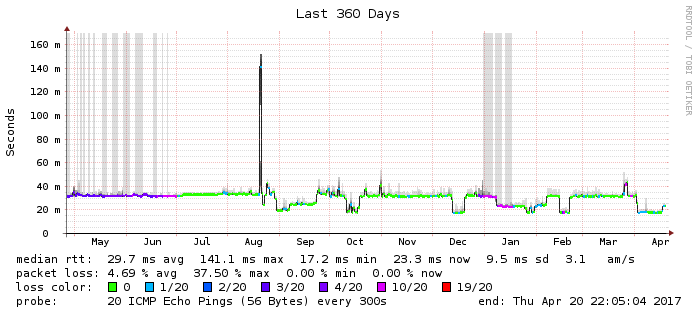 Last 360 Days
RRDTOOL / TOBI OETIKER
Seconds
160 m
140 m
120 m
100 m
80 m
60 m
40 m
20 m
0
May Jun Jul Aug Sep Oct Nov Dec Jan Feb Mar Apr
median rtt: 29.7 ms avg 141.1 ms max 17.2 ms min 23.3 ms now 9.5 ms sd 3.1 am/s
packet loss: 4.69 % avg 37.50 % max 0.00 % min 0.00 % now
loss color: 0 1/20 2/20 3/20 4/20 10/20 19/20
probe: 20 ICMP Echo Pings (56 Bytes) every 300s end: Thu Apr 20 22:05:04 2017